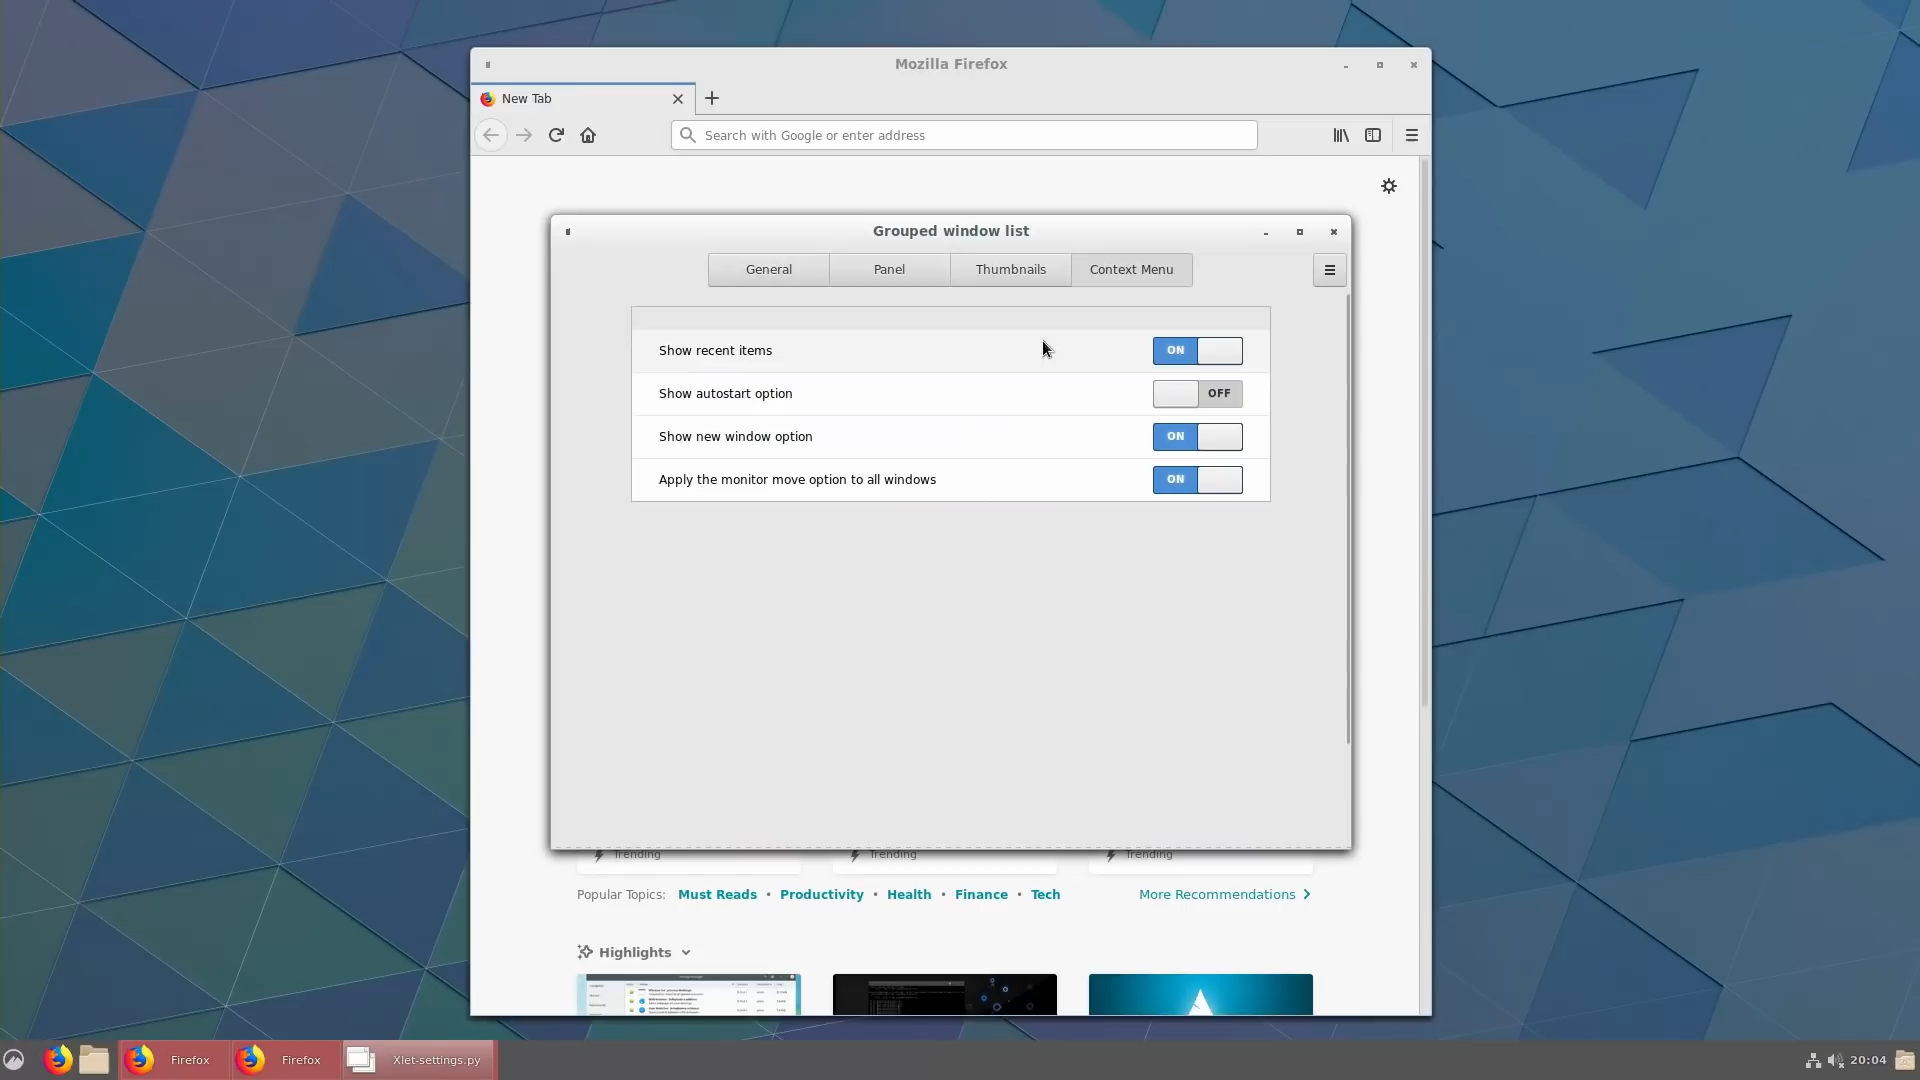 Mozilla Firefox
New Tab
Search with Google or enter address
Grouped window list
General Panel Thumbnails Context Menu
Show recent items ON
Show autostart option OFF
Show new window option ON
Apply the monitor move option to all windows ON
Trending Trending Trending
Popular Topics: Must Reads • Productivity • Health • Finance • Tech More Recommendations
Highlights
Firefox Firefox Xlet-settings.py 20:04